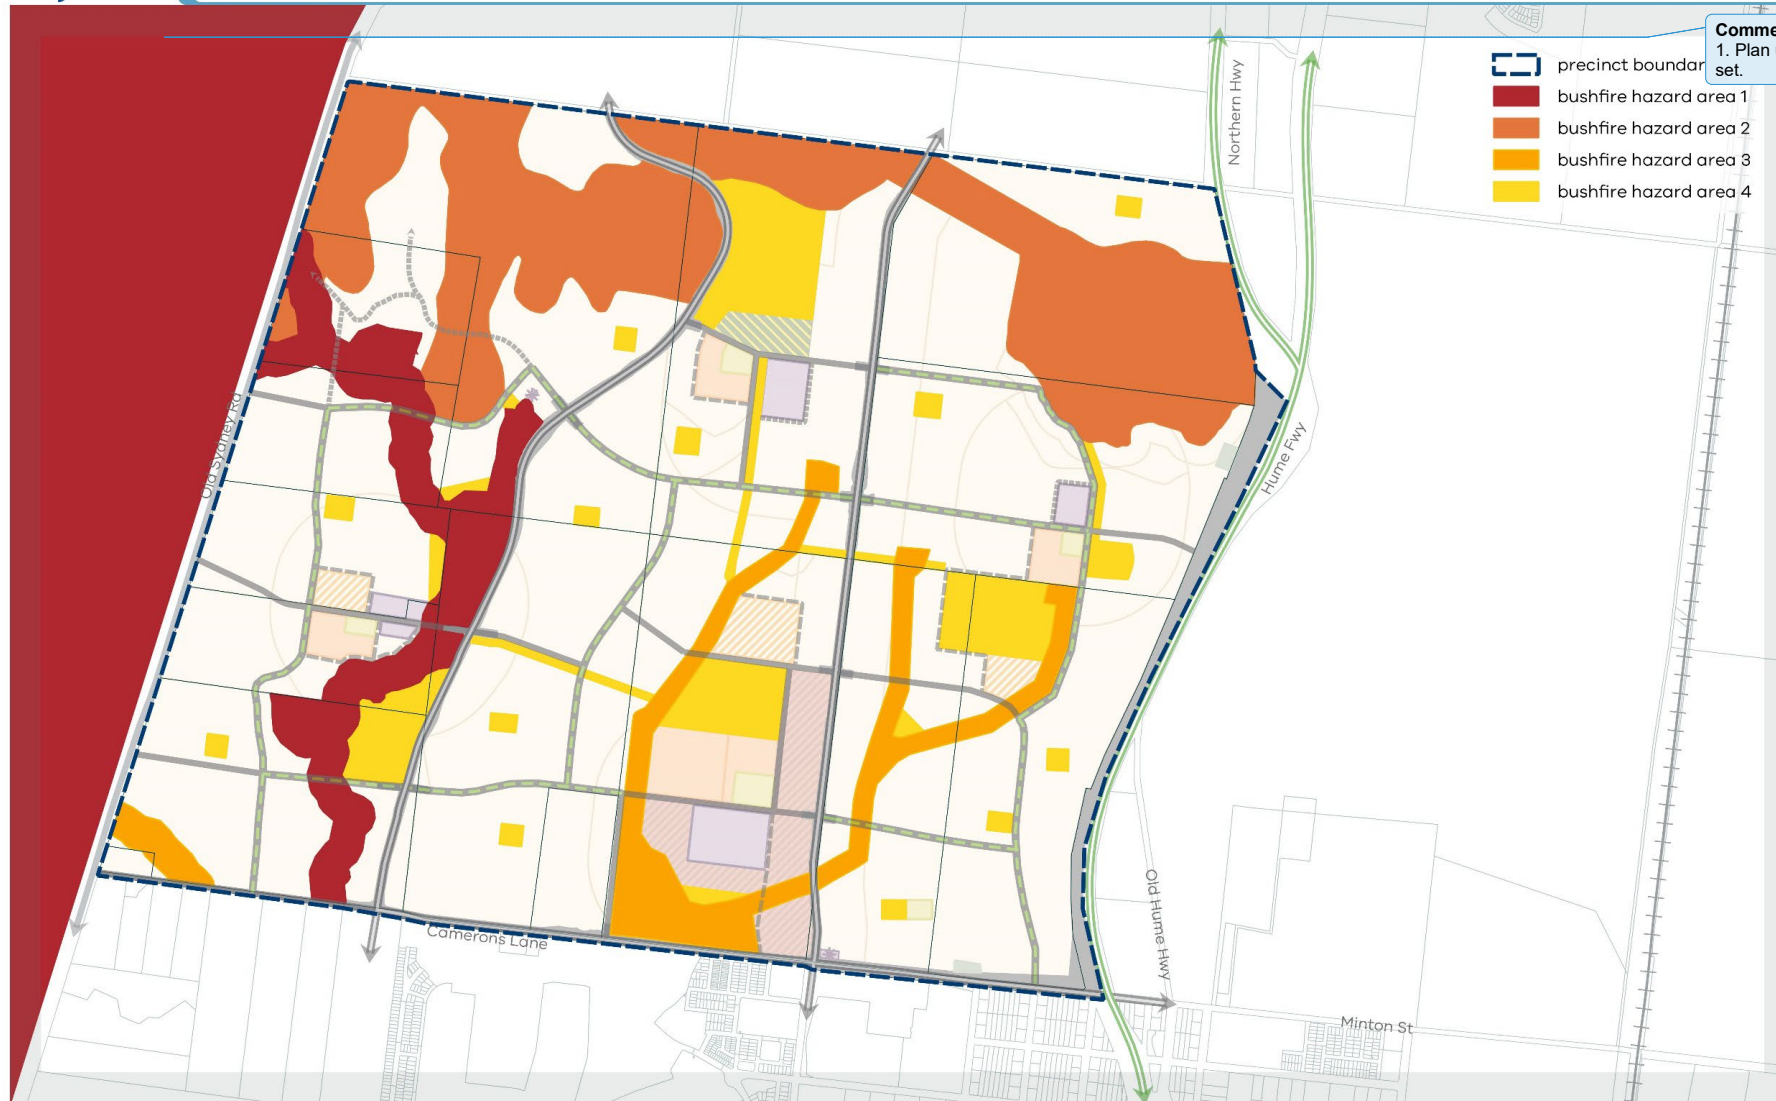 Comme
1. Plan
set.
precinct boundar
bushfire hazard area 1
bushfire hazard area 2
bushfire hazard area 3
bushfire hazard area 4
Northern Hwy
Old Sydney Rd
Hume Fwy
Camerons Lane
Old Hume Hwy
Minton St